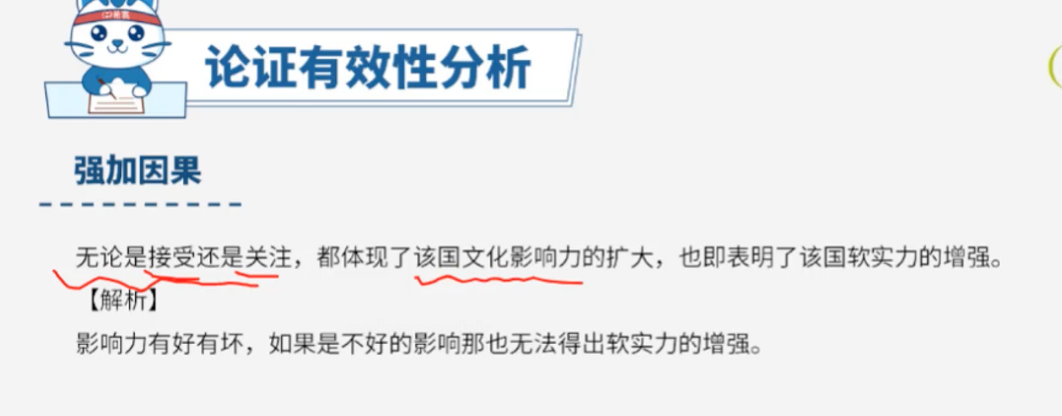 论证有效性分析
强加因果
无论是接受还是关注，都体现了该国文化影响力的扩大，也即表明了该国软实力的增强。
【解析】
影响力有好有坏，如果是不好的影响那也无法得出软实力的增强。